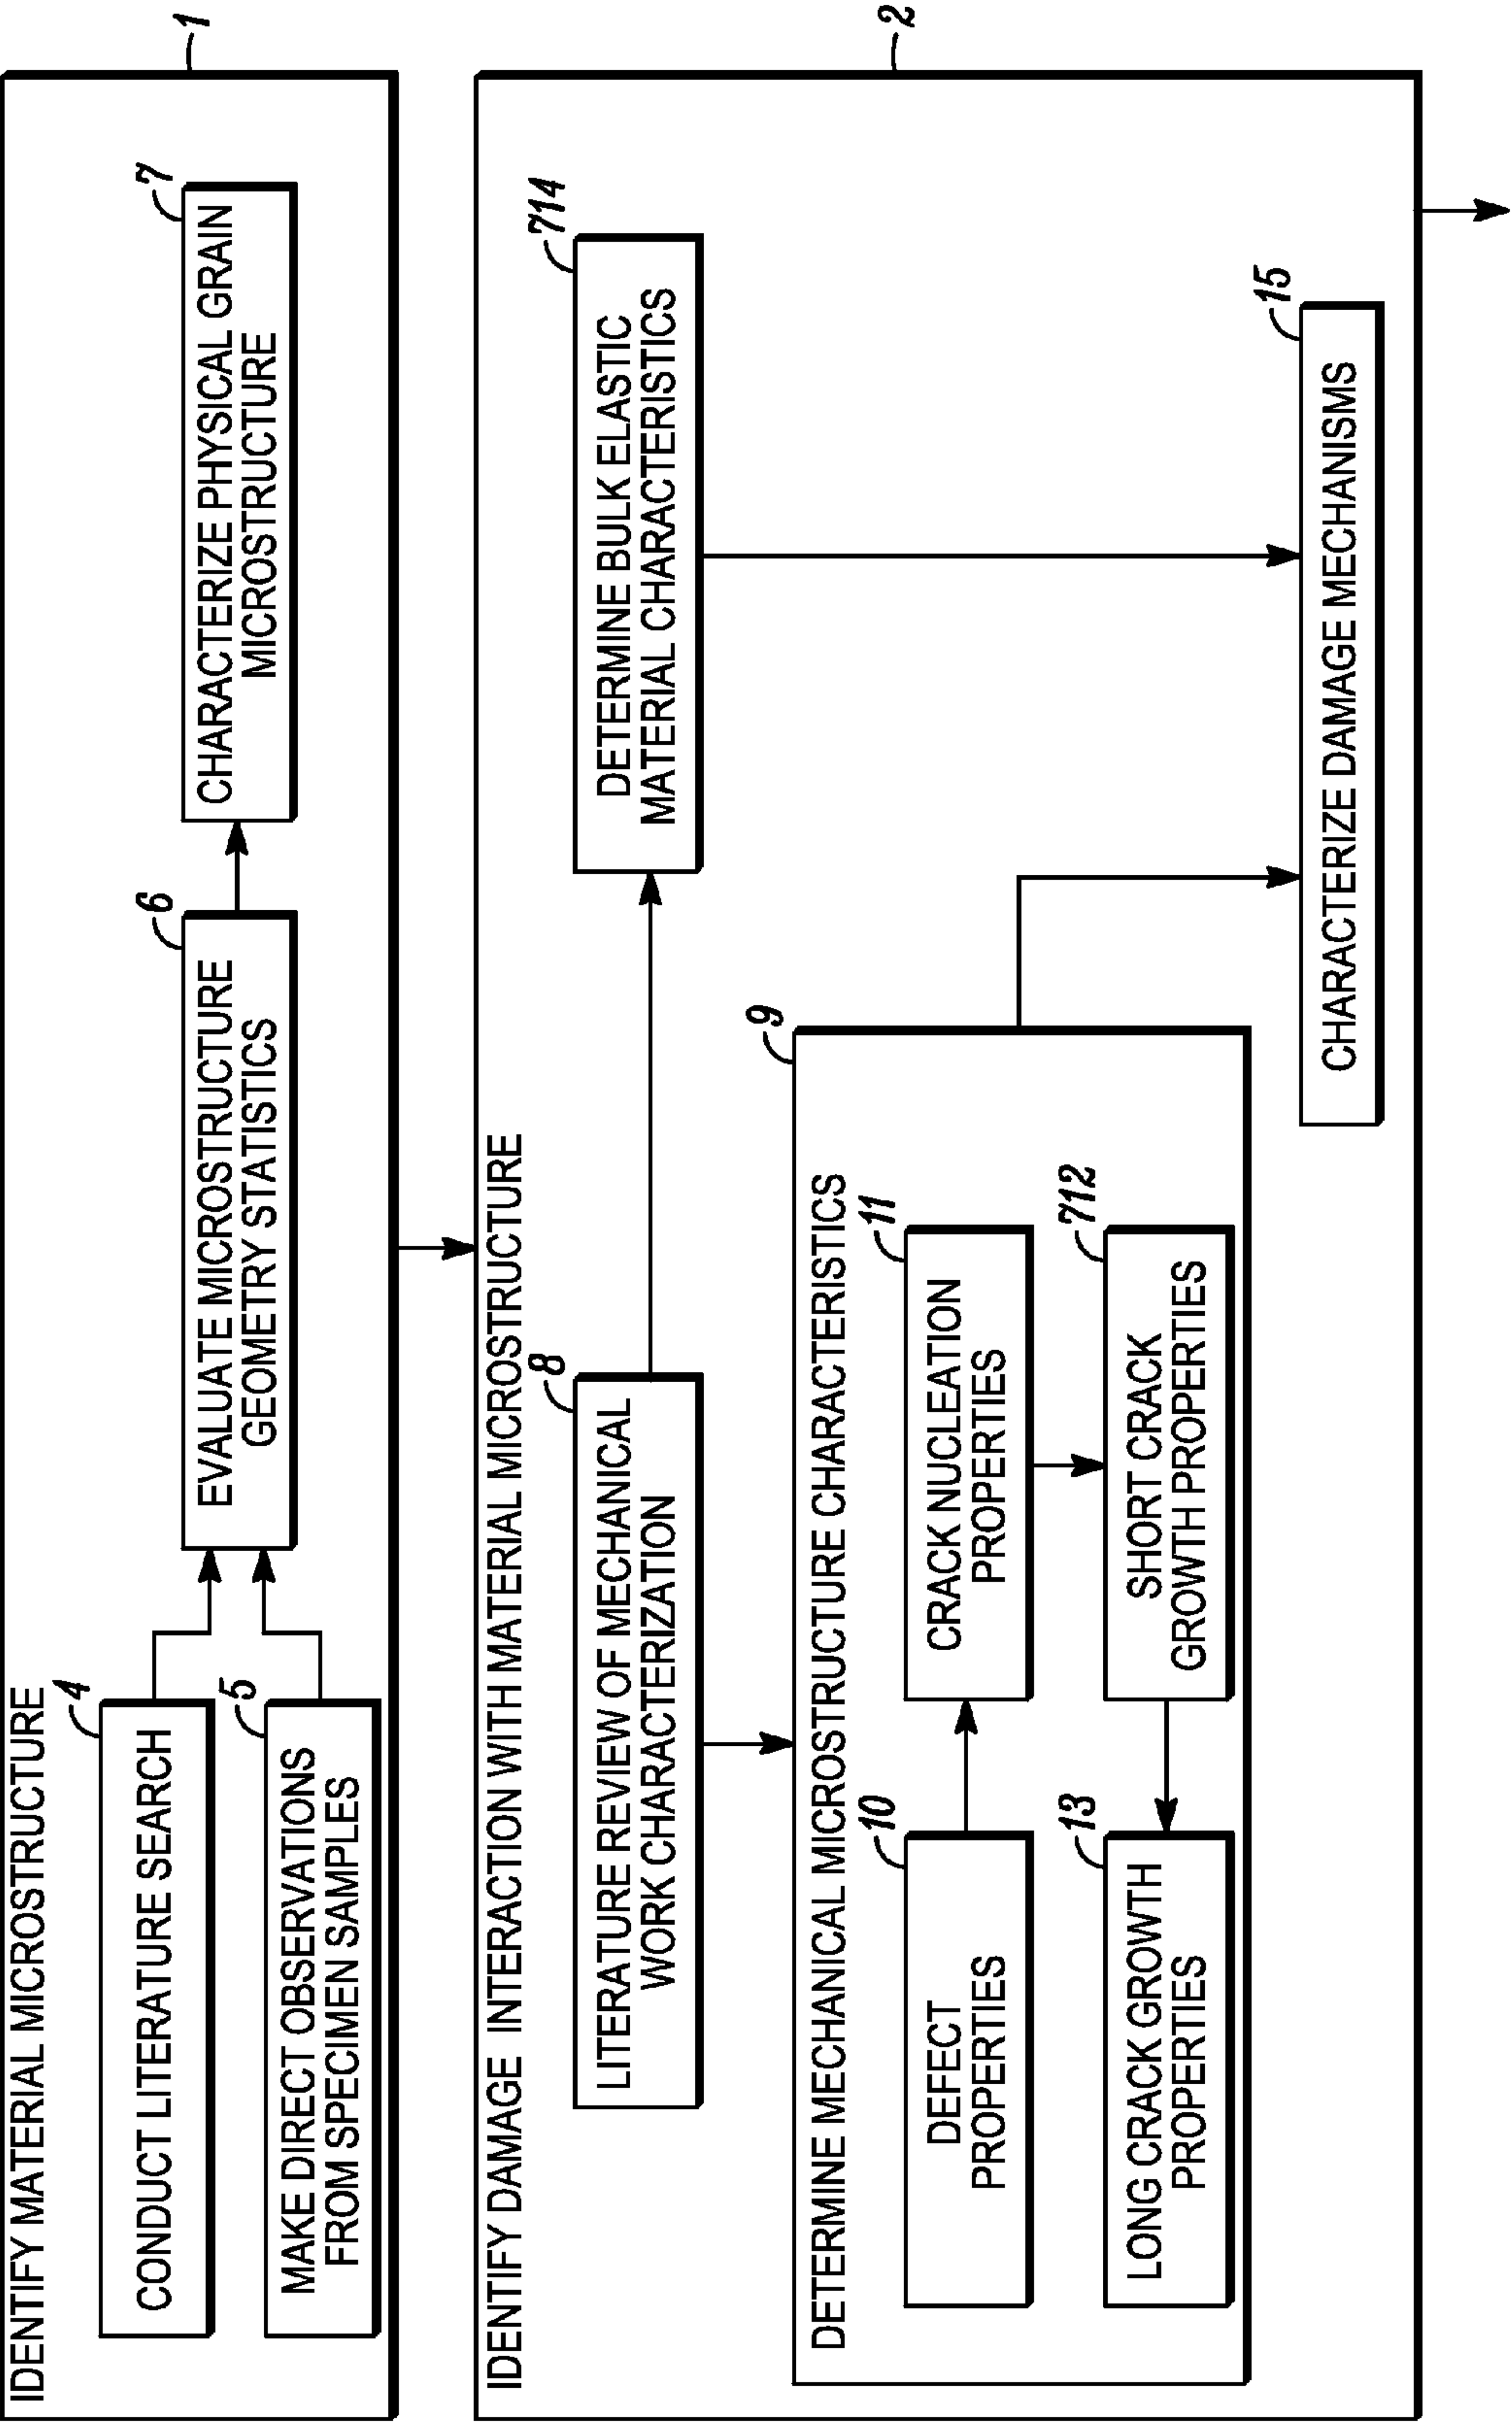 IDENTIFY MATERIAL MICROSTRUCTURE
1
4
CONDUCT LITERATURE SEARCH
5
MAKE DIRECT OBSERVATIONS
FROM SPECIMEN SAMPLES
6
EVALUATE MICROSTRUCTURE
GEOMETRY STATISTICS
7
CHARACTERIZE PHYSICAL GRAIN
MICROSTRUCTURE
IDENTIFY DAMAGE INTERACTION WITH MATERIAL MICROSTRUCTURE
2
8
LITERATURE REVIEW OF MECHANICAL
WORK CHARACTERIZATION
714
DETERMINE BULK ELASTIC
MATERIAL CHARACTERISTICS
9
DETERMINE MECHANICAL MICROSTRUCTURE CHARACTERISTICS
10
DEFECT
PROPERTIES
11
CRACK NUCLEATION
PROPERTIES
712
SHORT CRACK
GROWTH PROPERTIES
13
LONG CRACK GROWTH
PROPERTIES
15
CHARACTERIZE DAMAGE MECHANISMS